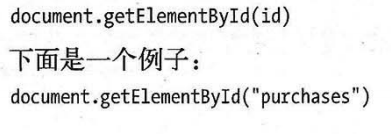 document.getElementById(id)
下面是一个例子：
document.getElementById("purchases")